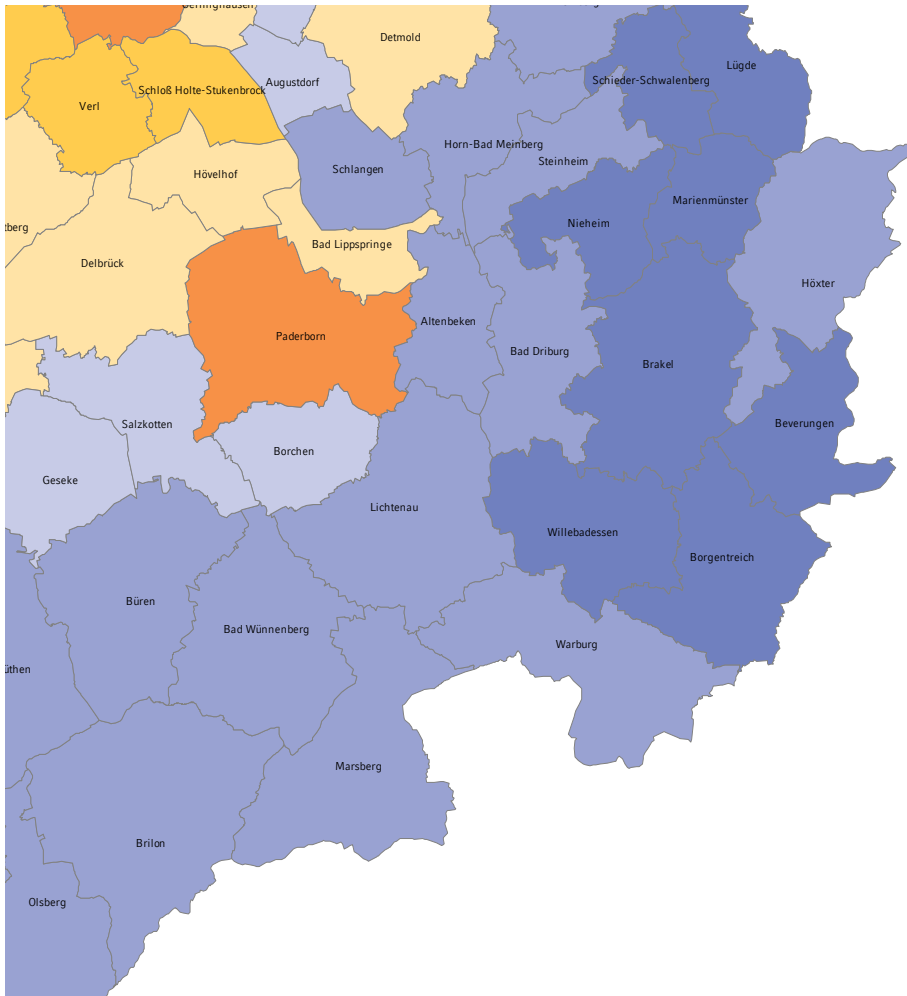 Oerlinghausen
Detmold
Lügde
Schieder-Schwalenberg
Augustdorf
Schloß Holte-Stukenbrock
Verl
Horn-Bad Meinberg
Steinheim
Schlangen
Hövelhof
Marienmünster
Nieheim
Bad Lippspringe
Delbrück
Höxter
Altenbeken
Paderborn
Bad Driburg
Brakel
Salzkotten
Beverungen
Borchen
Geseke
Lichtenau
Willebadessen
Borgentreich
Büren
Bad Wünnenberg
Warburg
üthen
Marsberg
Brilon
Olsberg